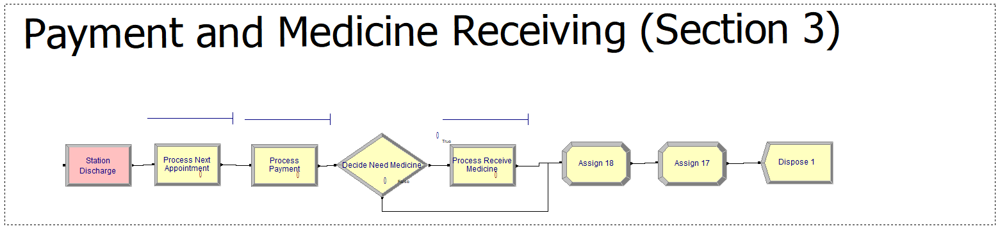 Payment and Medicine Receiving (Section 3)
Station
Discharge
Process Next
Appointment
0
Process
Payment
0
Decide Need Medicine
0
False
0
True
Process Receive
Medicine
0
Assign 18
Assign 17
Dispose 1